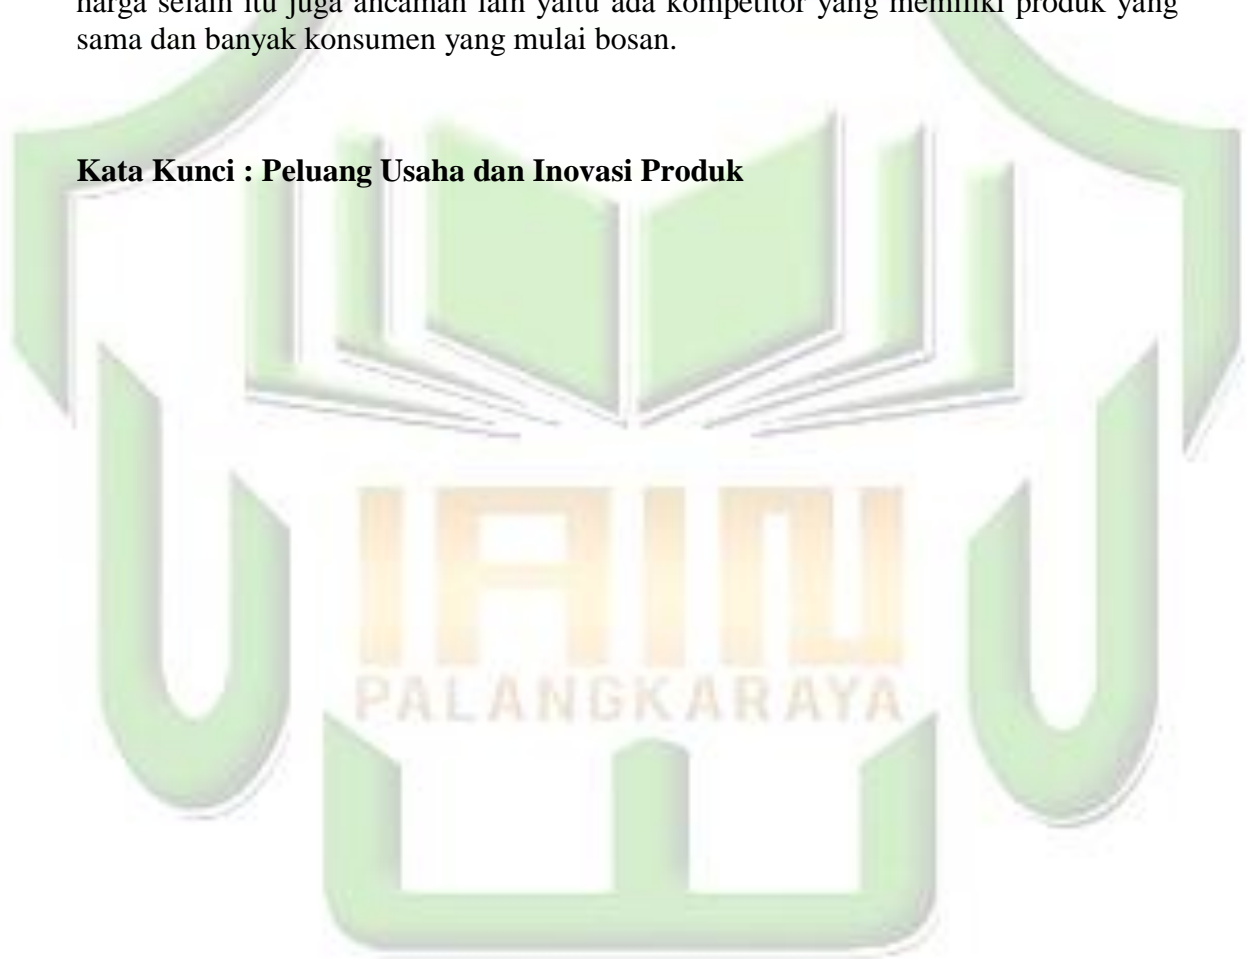 harga selain itu juga ancaman lain yaitu ada kompetitor yang memiliki produk yang
sama dan banyak konsumen yang mulai bosan.
Kata Kunci : Peluang Usaha dan Inovasi Produk
IAIN
PALANGKARAYA